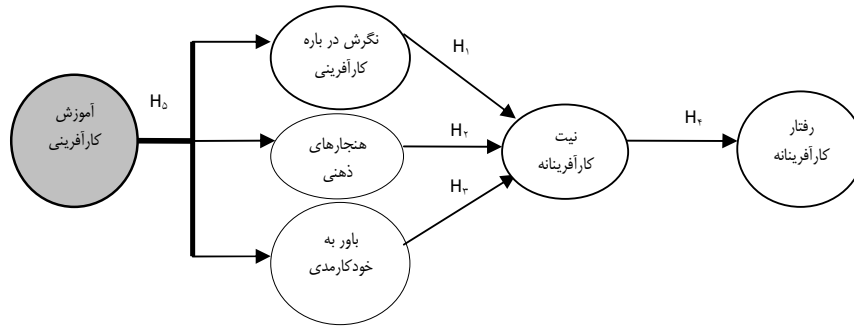 آموزش
کارآفرینی
H۵
نگرش در باره
کارآفرینی
هنجارهای
ذهنی
باور به
خودکارمدی
H۱
H۲
H۳
نیت
کارآفرینانه
H۴
رفتار
کارآفرینانه